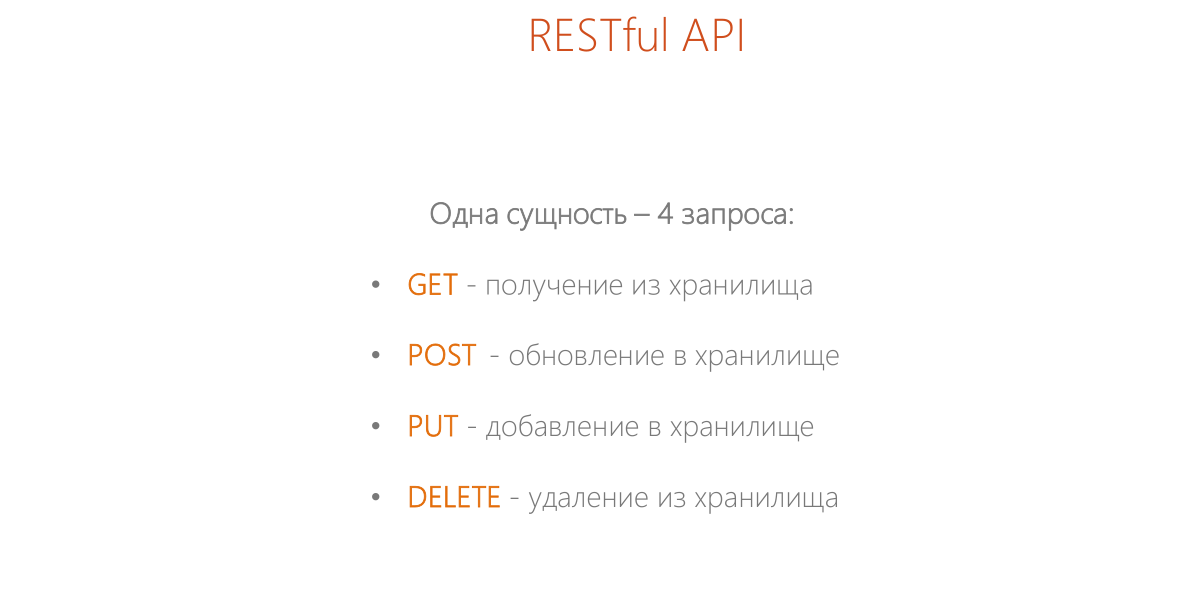 RESTful API
Одна сущность – 4 запроса:
• GET - получение из хранилища
• POST - обновление в хранилище
• PUT - добавление в хранилище
• DELETE - удаление из хранилища